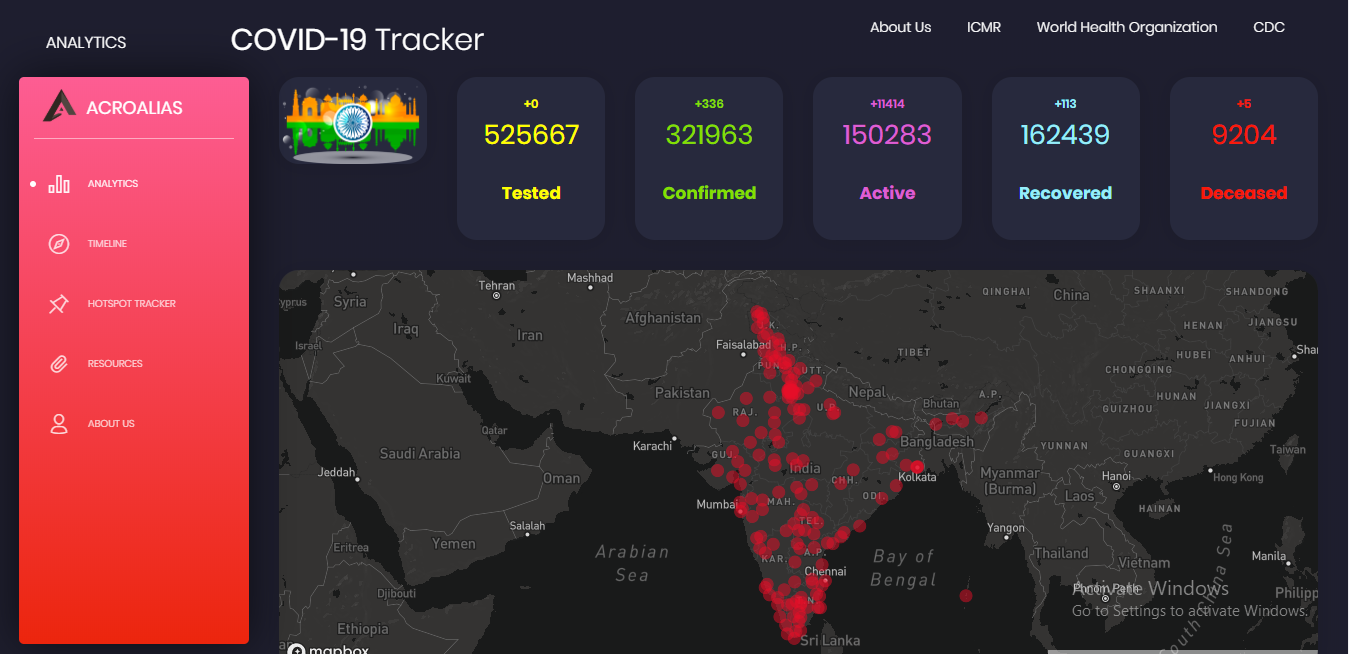 ANALYTICS
COVID-19 Tracker
About Us ICMR World Health Organization CDC
ACROALIAS
ANALYTICS
TIMELINE
HOTSPOT TRACKER
RESOURCES
ABOUT US
+0
525667
Tested
+336
321963
Confirmed
+11414
150283
Active
+113
162439
Recovered
+5
9204
Deceased
Mashhad
Tehran
QINGHAI
China
SHAANXI
SHANDONG
yprus
Syria
Afghanistan
Iraq
Iran
J.K.
HENAN
JIANGSU
Israel
Faisalabad
H.P.
TIBET
HUBEI
ANHUI
Shan
PUN.
UTT.
CHONGQING
Kuwait
Pakistan
Nepal
A.P.
HUNAN
JIANGXI
Bhutan
GUIZHOU
RAJ.
U.P.
FUJIAN
Qatar
Karachi
Bangladesh
YUNNAN
GUANGXI
Taiwan
Saudi Arabia
GUJ.
India
Jeddah
Oman
CHH.
Kolkata
Myanmar
(Burma)
Hanoi
Hong Kong
Laos
ODI.
Mumbai
MAH.
HAINAN
Salalah
TEL.
Yangon
South China Sea
Eritrea
Yemen
Arabian
Sea
KAR.
A.P.
Bay of
Bengal
Thailand
Manila
Chennai
Vietnam
Djibouti
Phnom Penh
Activate Windows
Philipp
Go to Settings to activate Windows.
Ethiopia
Sri Lanka
mapbox